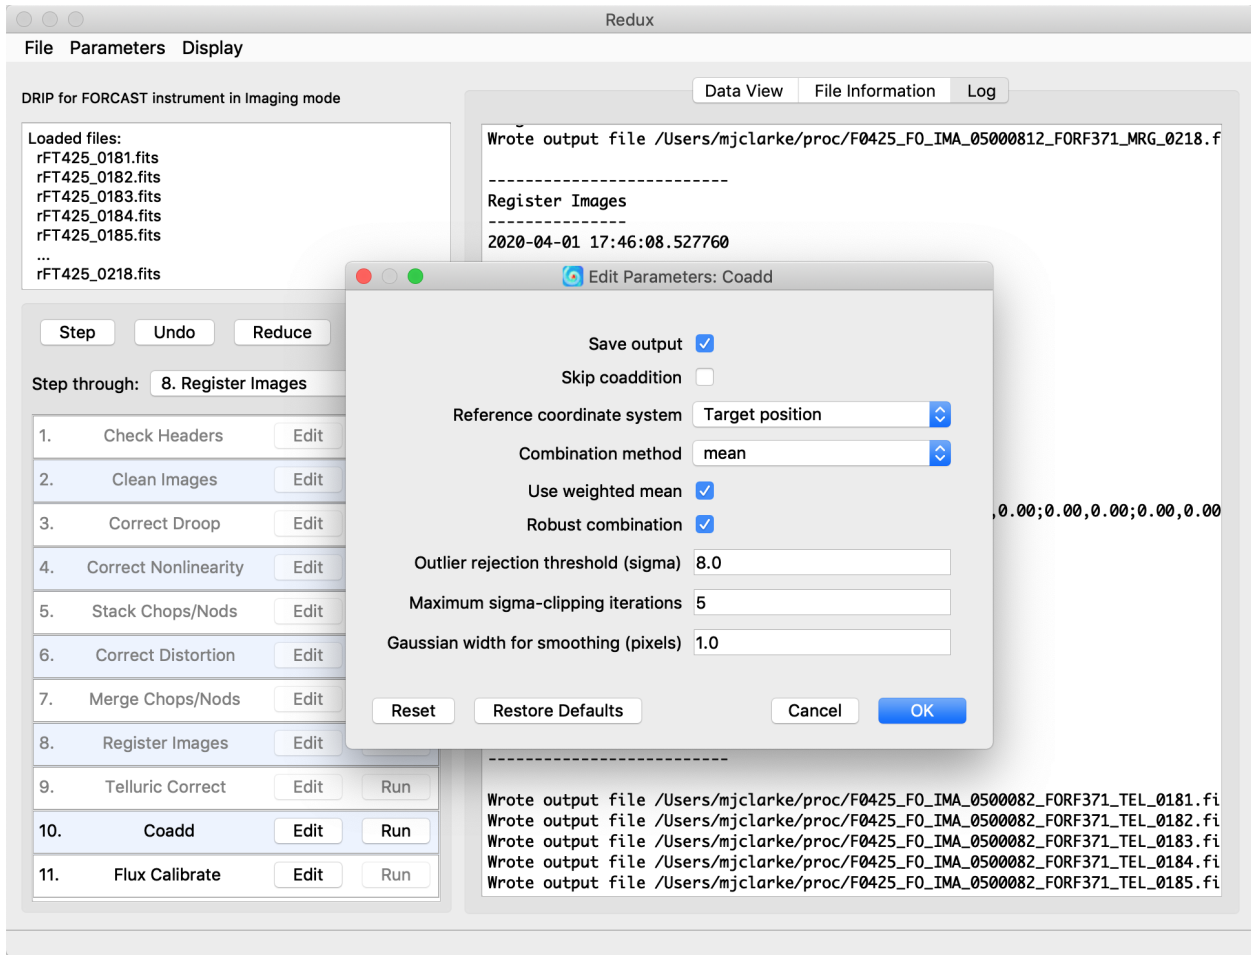 Redux
File Parameters Display
DRIP for FORCAST instrument in Imaging mode
Loaded files:
rFT425_0181.fits
rFT425_0182.fits
rFT425_0183.fits
rFT425_0184.fits
rFT425_0185.fits
...
rFT425_0218.fits
Step Undo Reduce
Step through: 8. Register Images
1. Check Headers Edit
2. Clean Images Edit
3. Correct Droop Edit
4. Correct Nonlinearity Edit
5. Stack Chops/Nods Edit
6. Correct Distortion Edit
7. Merge Chops/Nods Edit
8. Register Images Edit
9. Telluric Correct Edit Run
10. Coadd Edit Run
11. Flux Calibrate Edit Run
Data View File Information Log
Wrote output file /Users/mjclarke/proc/F0425_FO_IMA_05000812_FORF371_MRG_0218.f
--------------------------
Register Images
---------------
2020-04-01 17:46:08.527760
,0.00;0.00,0.00;0.00,0.00
--------------------------
Wrote output file /Users/mjclarke/proc/F0425_FO_IMA_0500082_FORF371_TEL_0181.fi
Wrote output file /Users/mjclarke/proc/F0425_FO_IMA_0500082_FORF371_TEL_0182.fi
Wrote output file /Users/mjclarke/proc/F0425_FO_IMA_0500082_FORF371_TEL_0183.fi
Wrote output file /Users/mjclarke/proc/F0425_FO_IMA_0500082_FORF371_TEL_0184.fi
Wrote output file /Users/mjclarke/proc/F0425_FO_IMA_0500082_FORF371_TEL_0185.fi
Edit Parameters: Coadd
Save output
Skip coaddition
Reference coordinate system Target position
Combination method mean
Use weighted mean
Robust combination
Outlier rejection threshold (sigma) 8.0
Maximum sigma-clipping iterations 5
Gaussian width for smoothing (pixels) 1.0
Reset Restore Defaults Cancel OK